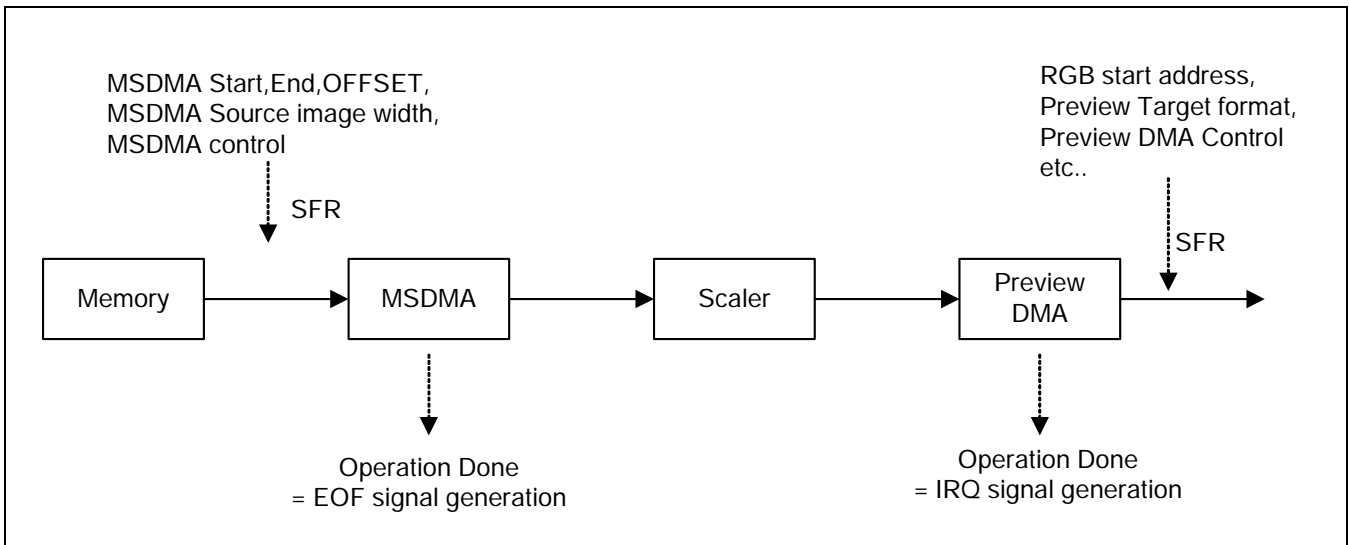 MSDMA Start,End,OFFSET,
MSDMA Source image width,
MSDMA control
SFR
RGB start address,
Preview Target format,
Preview DMA Control
etc..
SFR
Memory
MSDMA
Scaler
Preview
DMA
Operation Done
= EOF signal generation
Operation Done
= IRQ signal generation